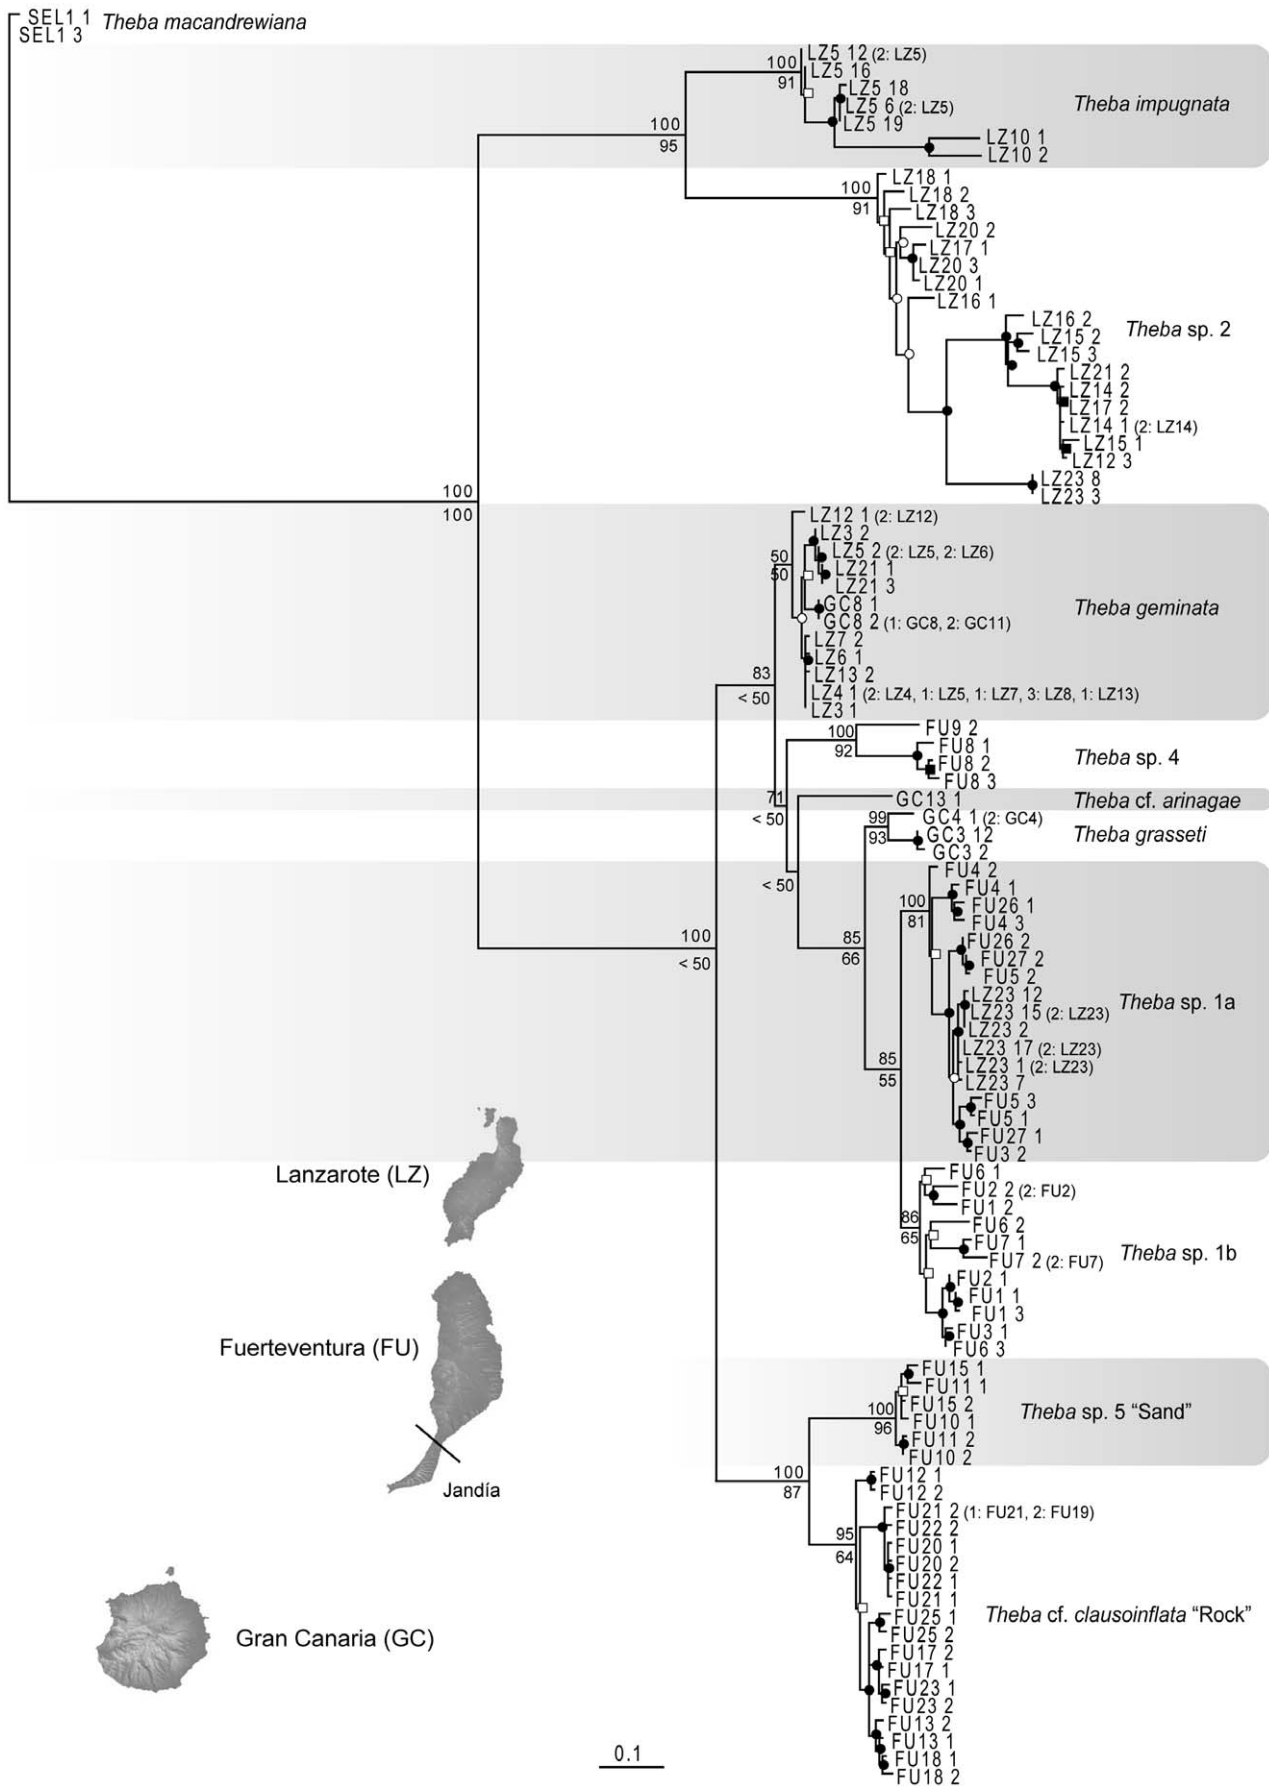 SEL1 1
SEL1 3
Theba macandrewiana
LZ5 12 (2: LZ5)
100
LZ5 16
91
LZ5 18
LZ5 6 (2: LZ5)
Theba impugnata
LZ5 19
100
LZ10 1
95
LZ10 2
LZ18 1
100
LZ18 2
91
LZ18 3
LZ20 2
LZ17 1
LZ20 3
LZ20 1
LZ16 1
LZ16 2
Theba sp. 2
LZ15 2
LZ15 3
LZ21 2
LZ14 2
LZ17 2
LZ14 1 (2: LZ14)
LZ15 1
LZ12 3
LZ23 8
LZ23 3
100
100
LZ12 1 (2: LZ12)
LZ3 2
LZ5 2 (2: LZ5, 2: LZ6)
50
50
LZ21 1
LZ21 3
GC8 1
Theba geminata
GC8 2 (1: GC8, 2: GC11)
LZ7 2
LZ6 1
LZ13 2
83
< 50
LZ4 1 (2: LZ4, 1: LZ5, 1: LZ7, 3: LZ8, 1: LZ13)
LZ3 1
FU9 2
100
92
FU8 1
FU8 2
Theba sp. 4
FU8 3
71
< 50
GC13 1
Theba cf. arinagae
99
93
GC4 1 (2: GC4)
GC3 12
Theba grasseti
GC3 2
FU4 2
< 50
FU4 1
100
81
FU26 1
FU4 3
85
66
FU26 2
FU27 2
FU5 2
100
< 50
LZ23 12
Theba sp. 1a
LZ23 15 (2: LZ23)
LZ23 2
LZ23 17 (2: LZ23)
85
55
LZ23 1 (2: LZ23)
LZ23 7
FU5 3
FU5 1
FU27 1
FU3 2
Lanzarote (LZ)
FU6 1
FU2 2 (2: FU2)
FU1 2
86
65
FU6 2
FU7 1
Theba sp. 1b
FU7 2 (2: FU7)
FU2 1
FU1 1
FU1 3
FU3 1
Fuerteventura (FU)
FU6 3
FU15 1
FU11 1
100
96
FU15 2
Theba sp. 5 “Sand”
FU10 1
FU11 2
FU10 2
Jandía
100
87
FU12 1
FU12 2
FU21 2 (1: FU21, 2: FU19)
95
64
FU22 2
FU20 1
FU20 2
FU22 1
FU21 1
FU25 1
Theba cf. clausoinflata “Rock”
FU25 2
Gran Canaria (GC)
FU17 2
FU17 1
FU23 1
FU23 2
FU13 2
FU13 1
0.1
FU18 1
FU18 2